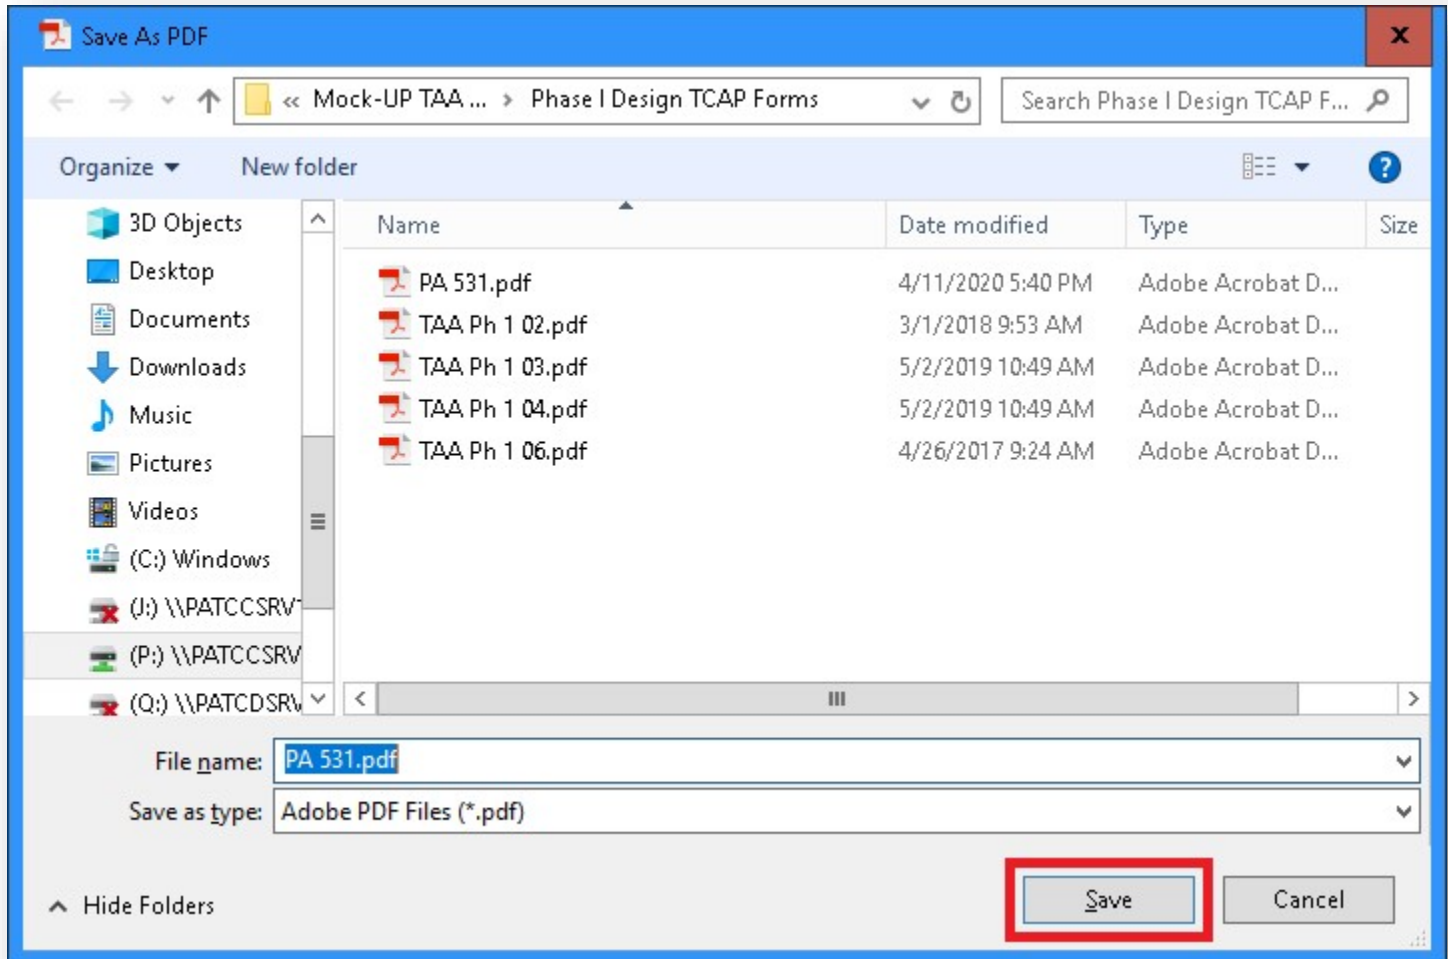 Save As PDF
x
« Mock-UP TAA ... > Phase I Design TCAP Forms
Search Phase I Design TCAP F...
Organize
New folder
?
3D Objects
Desktop
Documents
Downloads
Music
Pictures
Videos
(C:) Windows
(J:) \\PATCCSRV
(P:) \\PATCCSRV
(Q:) \\PATCDSRV
Name Date modified Type Size
PA 531.pdf 4/11/2020 5:40 PM Adobe Acrobat D...
TAA Ph 1 02.pdf 3/1/2018 9:53 AM Adobe Acrobat D...
TAA Ph 1 03.pdf 5/2/2019 10:49 AM Adobe Acrobat D...
TAA Ph 1 04.pdf 5/2/2019 10:49 AM Adobe Acrobat D...
TAA Ph 1 06.pdf 4/26/2017 9:24 AM Adobe Acrobat D...
File name: PA 531.pdf
Save as type: Adobe PDF Files (*.pdf)
Hide Folders
Save
Cancel